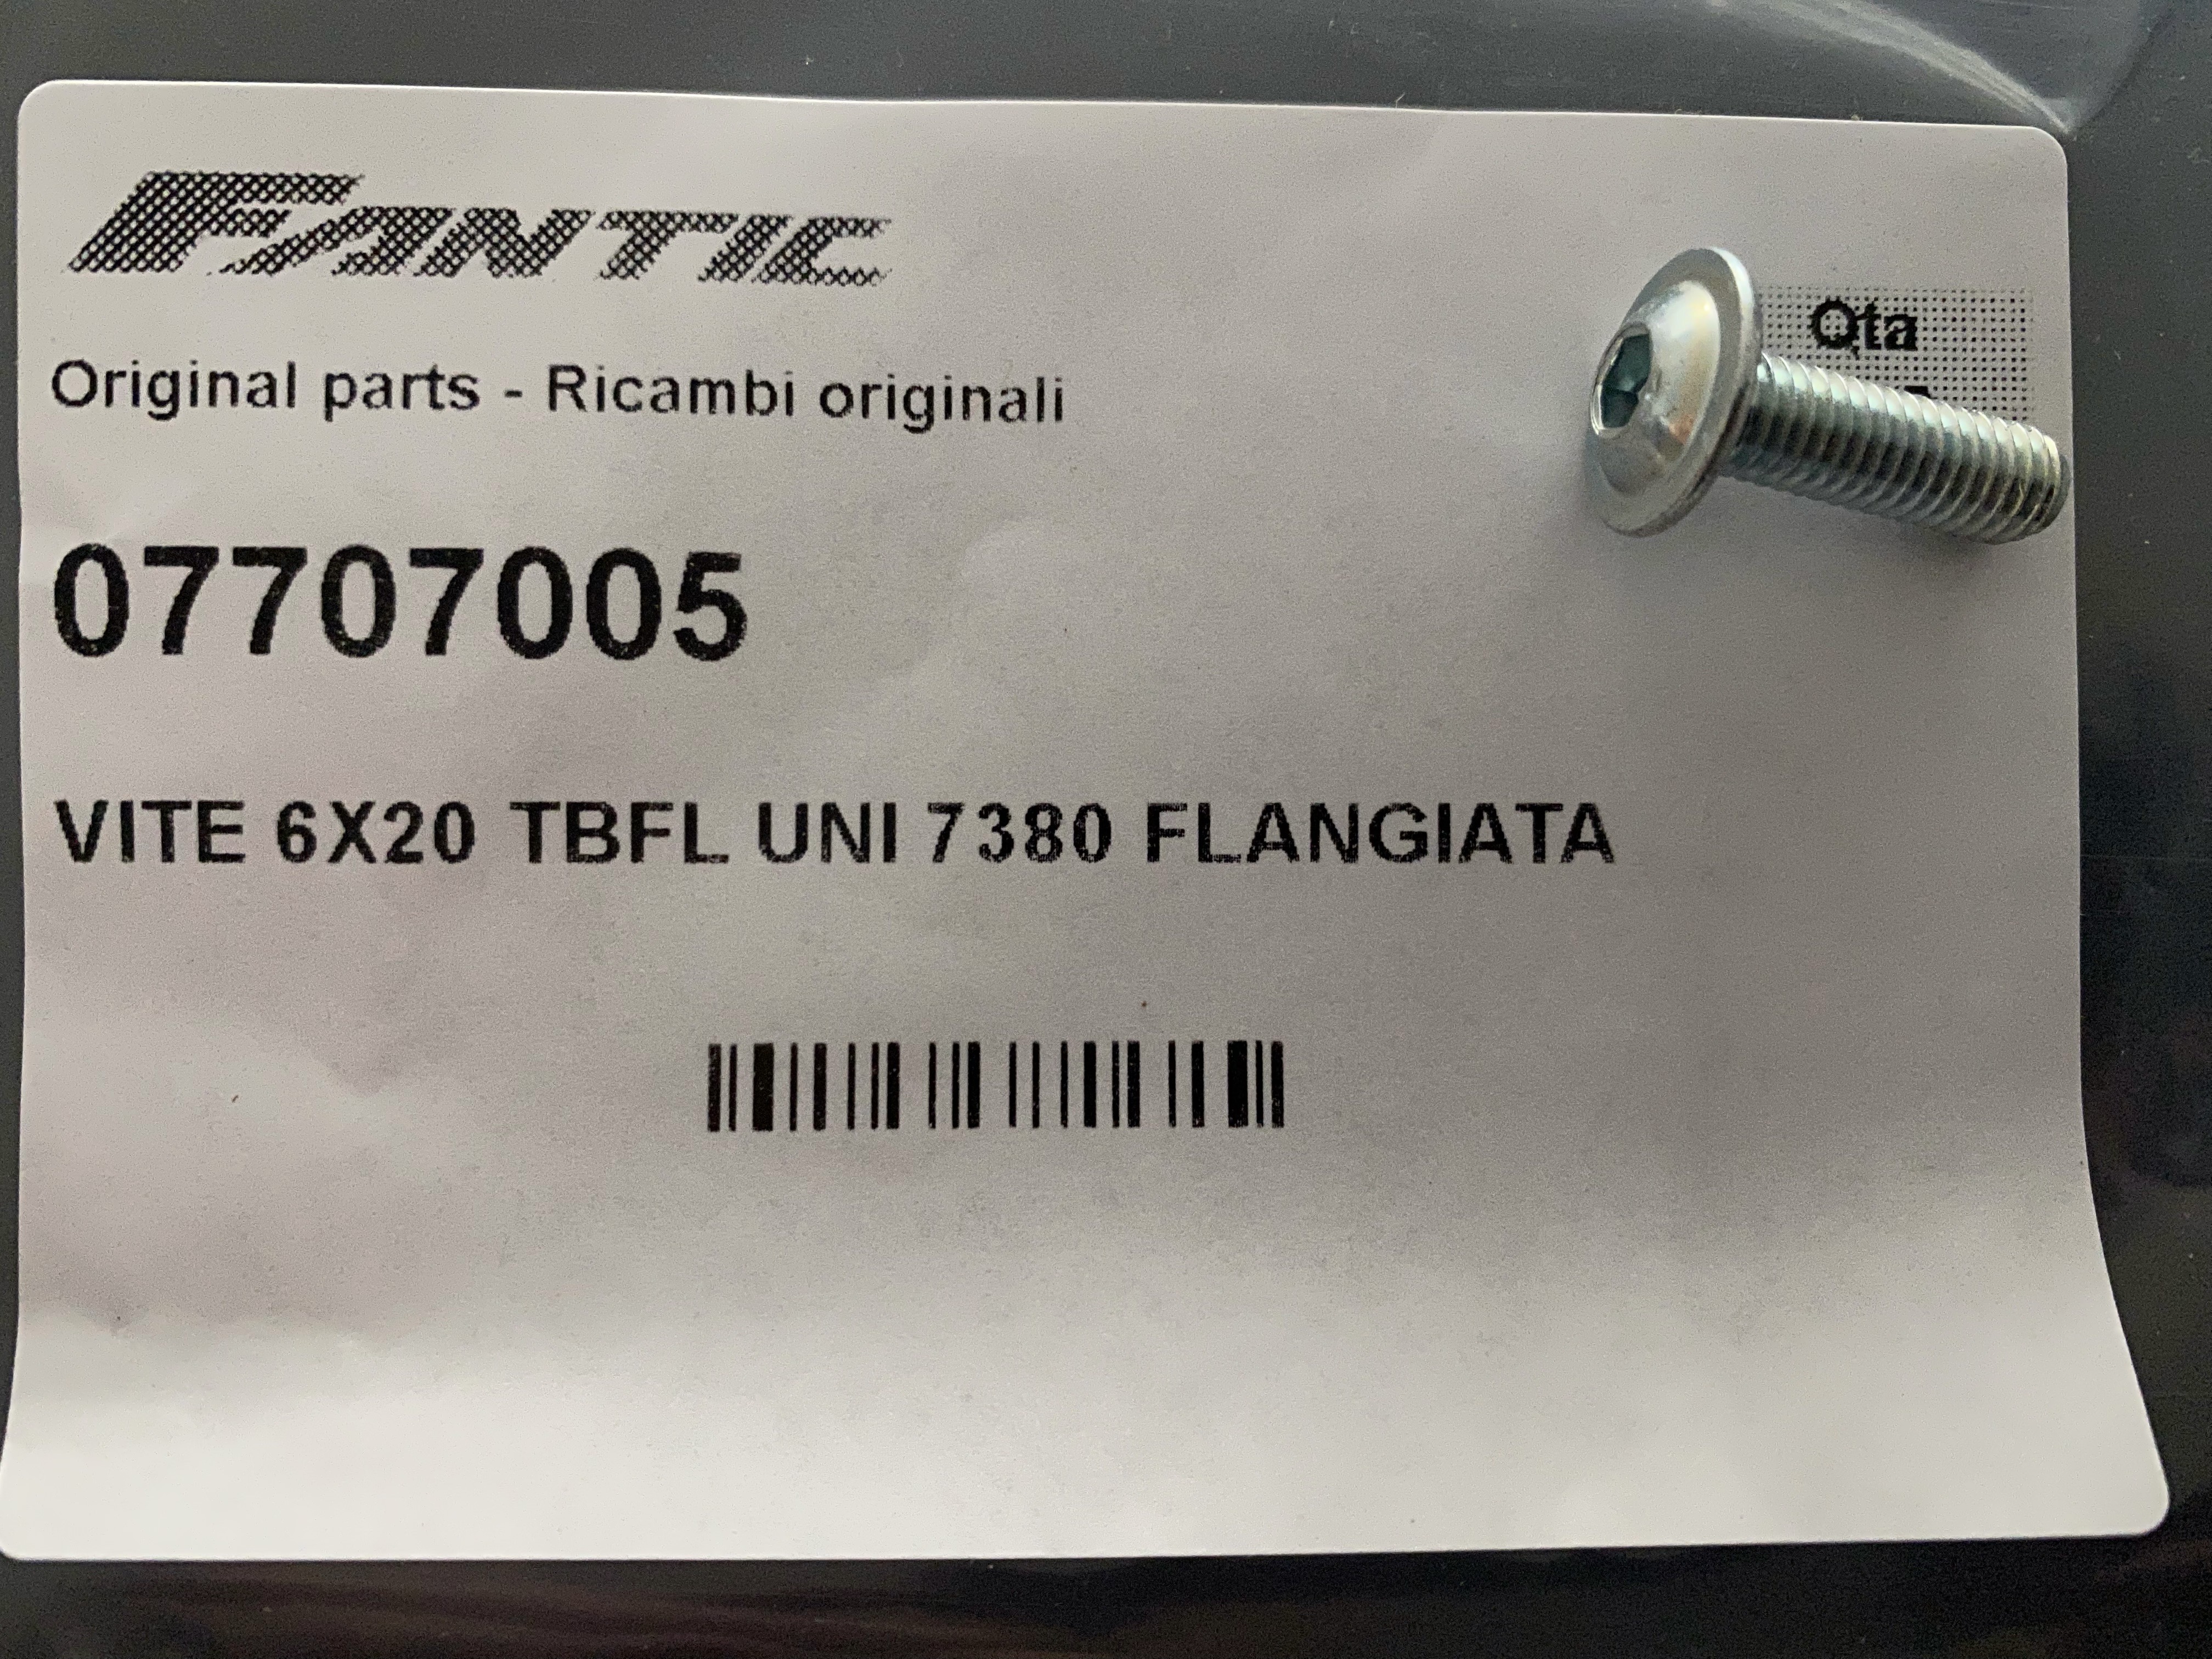 FANTIC
Original parts - Ricambi originali
Qta
07707005
VITE 6X20 TBFL UNI 7380 FLANGIATA